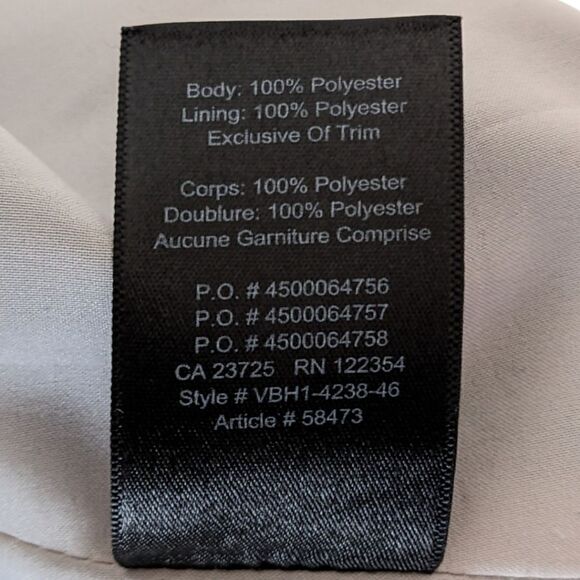 Body: 100% Polyester
Lining: 100% Polyester
Exclusive Of Trim
Corps: 100% Polyester
Doublure: 100% Polyester
Aucune Garniture Comprise
P.O. # 4500064756
P.O. # 4500064757
P.O. # 4500064758
CA 23725 RN 122354
Style # VBH1-4238-46
Article # 58473